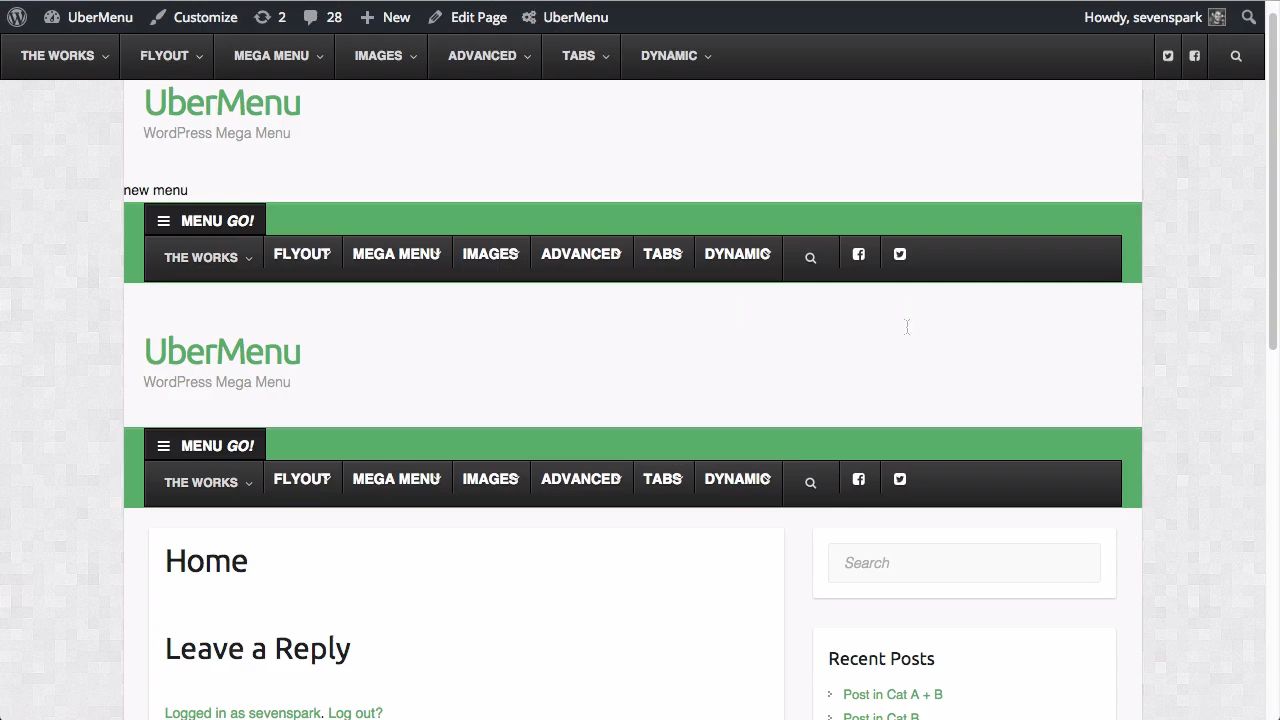 UberMenu Customize 2 28 New Edit Page UberMenu Howdy, sevenspark
THE WORKS FLYOUT MEGA MENU IMAGES ADVANCED TABS DYNAMIC
UberMenu
WordPress Mega Menu
new menu
MENU GO!
THE WORKS FLYOUT MEGA MENU IMAGES ADVANCED TABS DYNAMIC
UberMenu
WordPress Mega Menu
MENU GO!
THE WORKS FLYOUT MEGA MENU IMAGES ADVANCED TABS DYNAMIC
Home
Search
Leave a Reply
Recent Posts
Post in Cat A + B
Logged in as sevenspark. Log out?
Post in Cat B